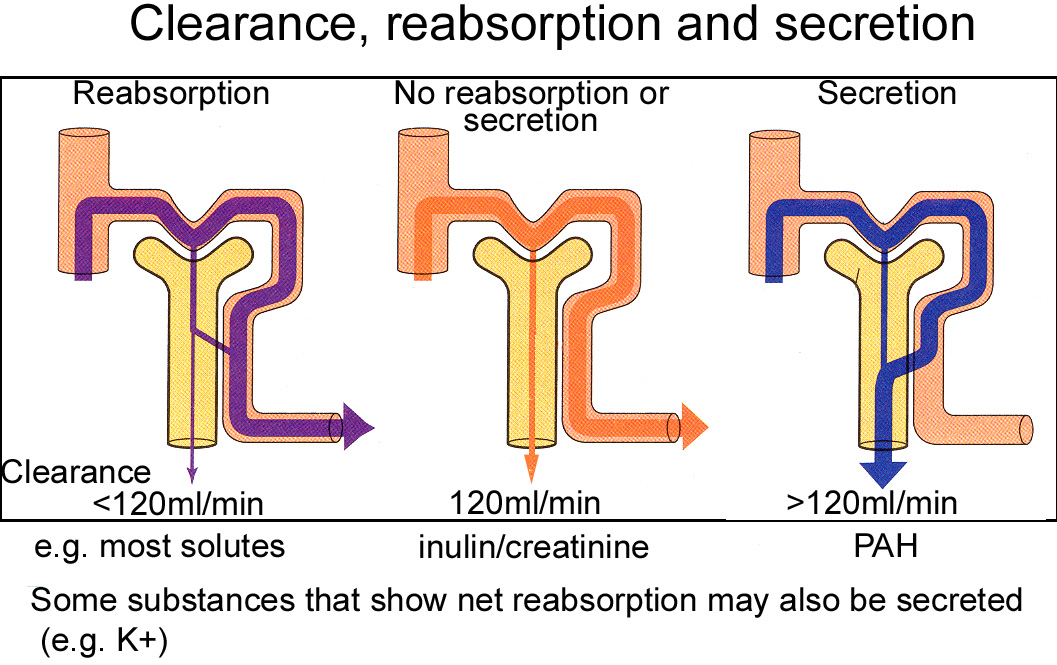 Clearance, reabsorption and secretion
Reabsorption
No reabsorption or
secretion
Secretion
Clearance
<120ml/min
120ml/min
>120ml/min
e.g. most solutes
inulin/creatinine
PAH
Some substances that show net reabsorption may also be secreted
(e.g. K+)